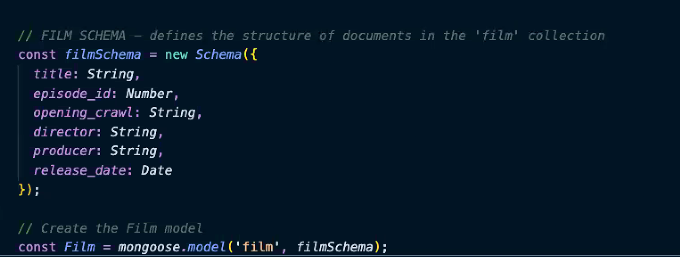 // FILM SCHEMA – defines the structure of documents in the 'film' collection
const filmSchema = new Schema({
title: String,
episode_id: Number,
opening_crawl: String,
director: String,
producer: String,
release_date: Date
});
// Create the Film model
const Film = mongoose.model('film', filmSchema);